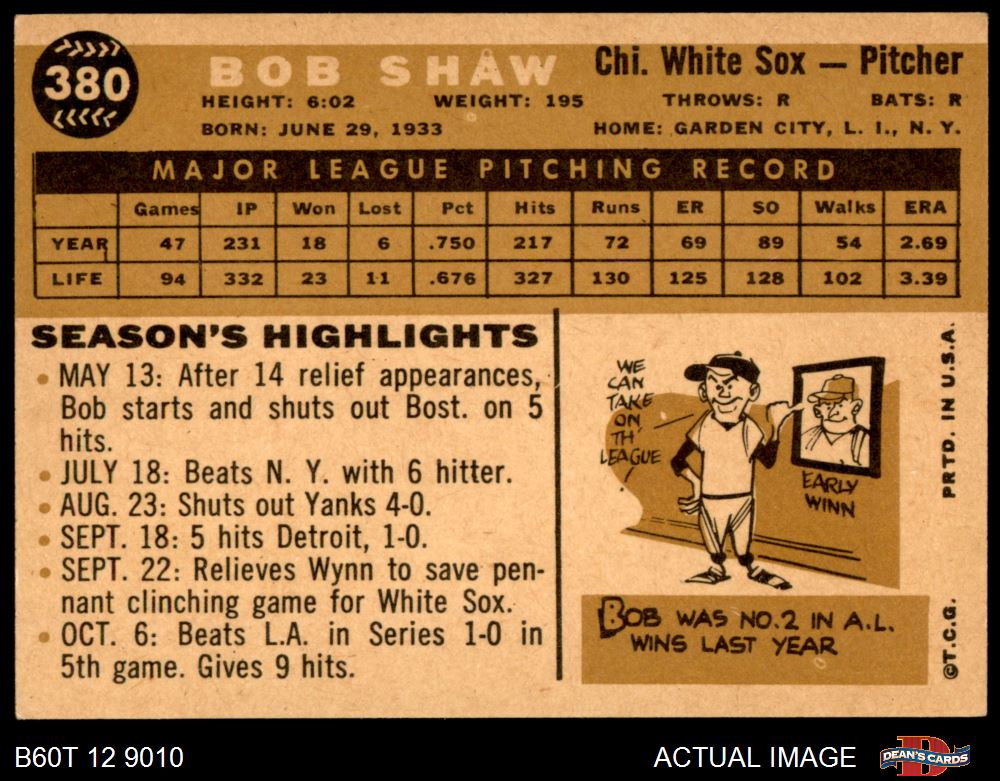 380
BOB SHAW
Chi. White Sox — Pitcher
HEIGHT: 6:02 WEIGHT: 195 THROWS: R BATS: R
BORN: JUNE 29, 1933 HOME: GARDEN CITY, L. I., N. Y.
MAJOR LEAGUE PITCHING RECORD
Games IP Won Lost Pct Hits Runs ER SO Walks ERA
YEAR 47 231 18 6 .750 217 72 69 89 54 2.69
LIFE 94 332 23 11 .676 327 130 125 128 102 3.39
SEASON'S HIGHLIGHTS
• MAY 13: After 14 relief appearances,
Bob starts and shuts out Bost. on 5
hits.
• JULY 18: Beats N. Y. with 6 hitter.
• AUG. 23: Shuts out Yanks 4-0.
• SEPT. 18: 5 hits Detroit, 1-0.
• SEPT. 22: Relieves Wynn to save pen-
nant clinching game for White Sox.
• OCT. 6: Beats L.A. in Series 1-0 in
5th game. Gives 9 hits.
WE
CAN
TAKE
ON
TH'
LEAGUE
EARLY
WINN
BOB WAS NO.2 IN A.L.
WINS LAST YEAR
PRTD. IN U.S.A.
©T.C.G.
B60T 12 9010
ACTUAL IMAGE
DEAN'S CARDS